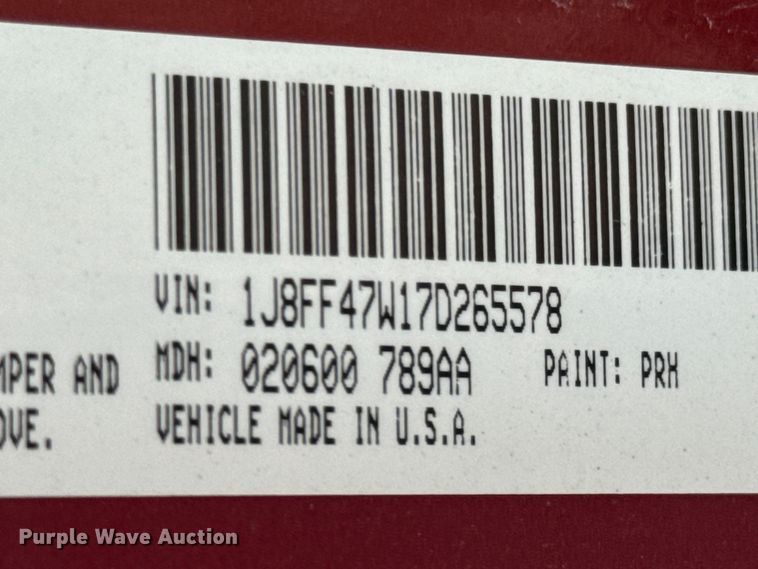 VIN: 1J8FF47W17D265578
MDH: 020600 789AA PAINT: PRH
MPER AND
VEHICLE MADE IN U.S.A.
OVE.
Purple Wave Auction